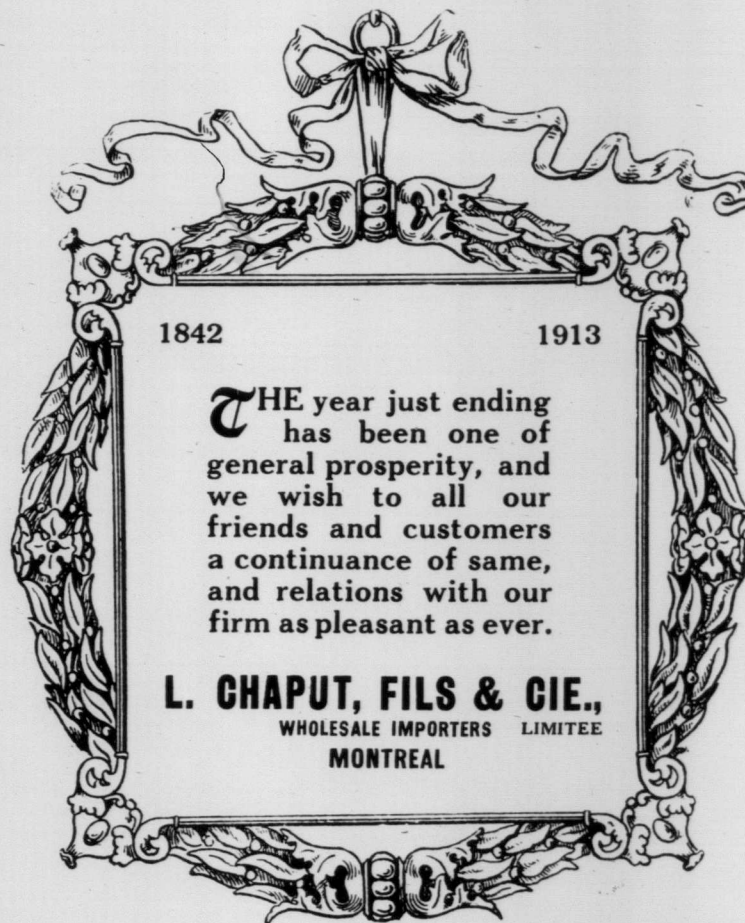 1842 1913
THE year just ending
has been one of
general prosperity, and
we wish to all our
friends and customers
a continuance of same,
and relations with our
firm as pleasant as ever.
L. CHAPUT, FILS & CIE.,
WHOLESALE IMPORTERS LIMITEE
MONTREAL